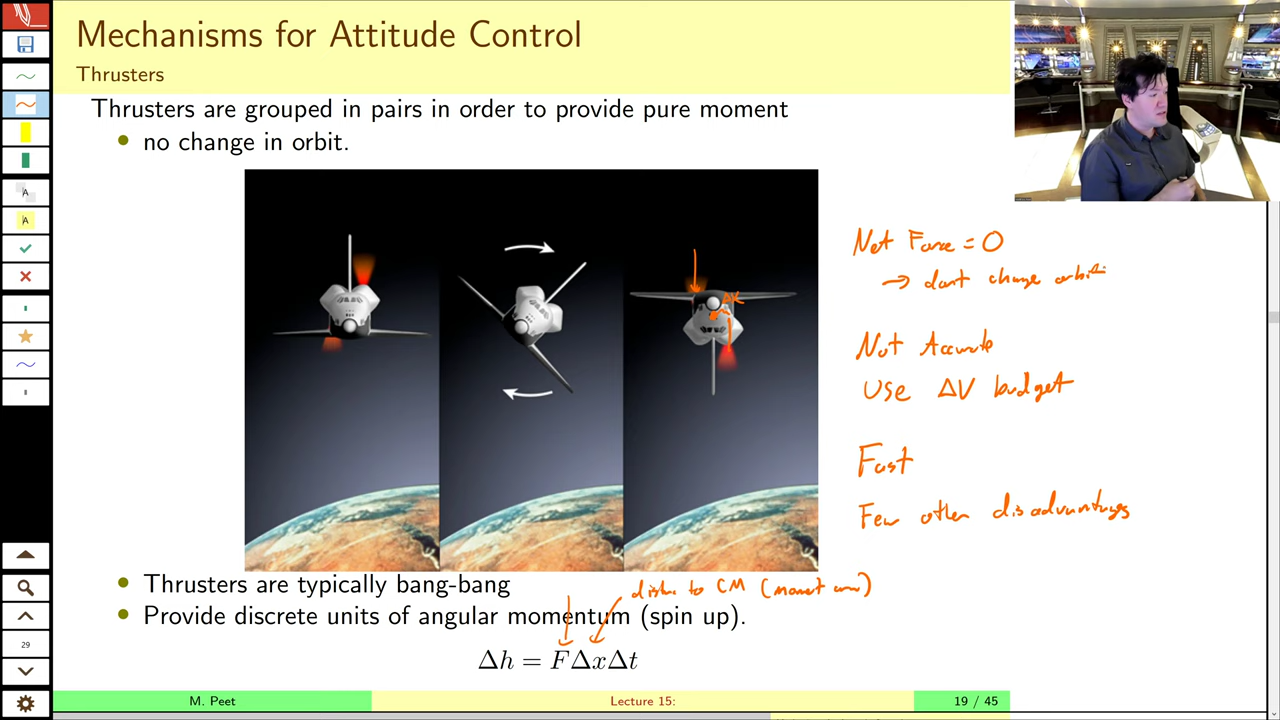 Mechanisms for Attitude Control
Thrusters
Thrusters are grouped in pairs in order to provide pure moment
no change in orbit.
Net Force = 0
→ dont change orbit
ΔX
Not Accurate
Use ΔV budget
Fast
Few other disadvantages
Thrusters are typically bang-bang
to CM (moment arm)
Provide discrete units of angular momentum (spin up).
Δh = FΔxΔt
29
M. Peet
Lecture 15:
19 / 45